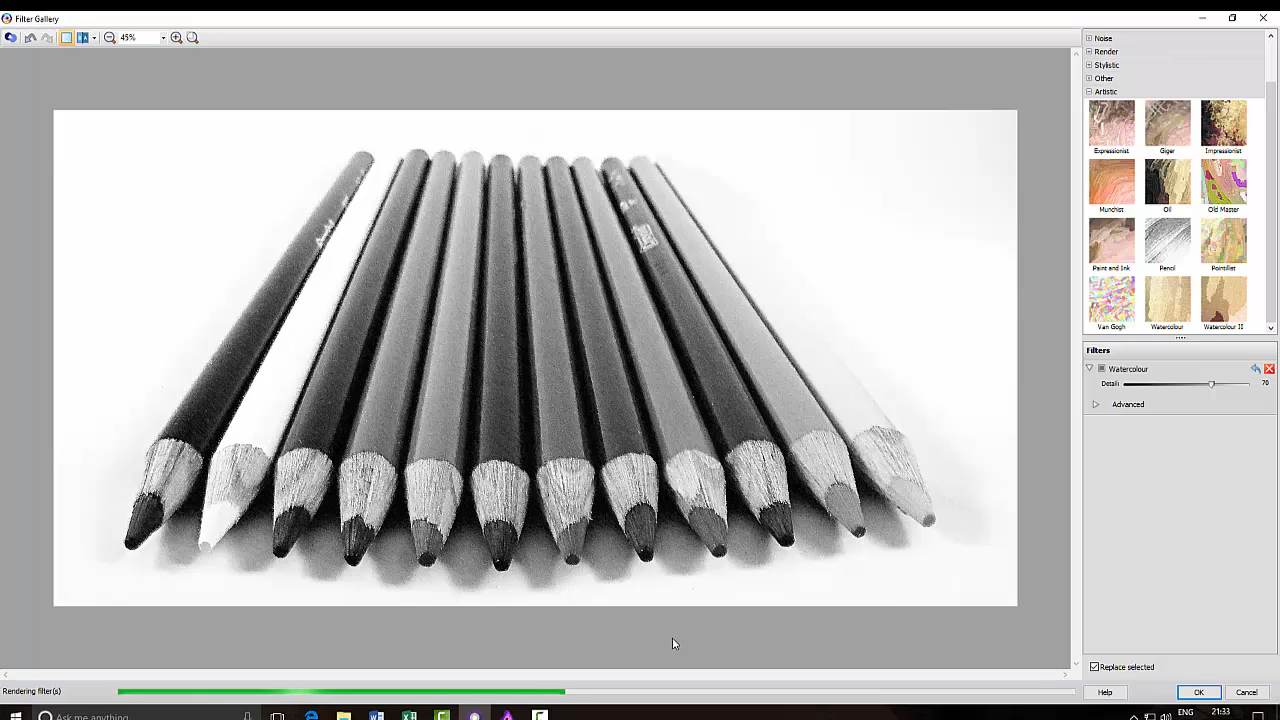 Filter Gallery
45%
Noise
Render
Stylistic
Other
Artistic
Expressionist
Giger
Impressionist
Munchist
Oil
Old Master
Paint and Ink
Pencil
Pointillist
Van Gogh
Watercolour
Watercolour II
Filters
Watercolour
Detail:
70
Advanced
Replace selected
Rendering filter(s)
Help
OK
Cancel
Ask me anything
ENG
21:33